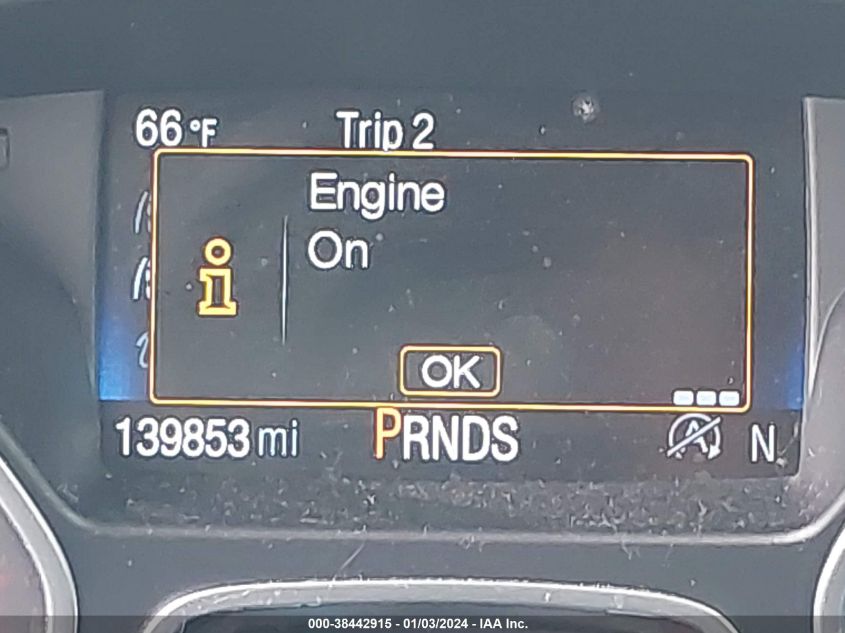 66°F Trip 2
Engine
On
OK
139853 mi PRNDS N
000-38442915 - 01/03/2024 - IAA Inc.